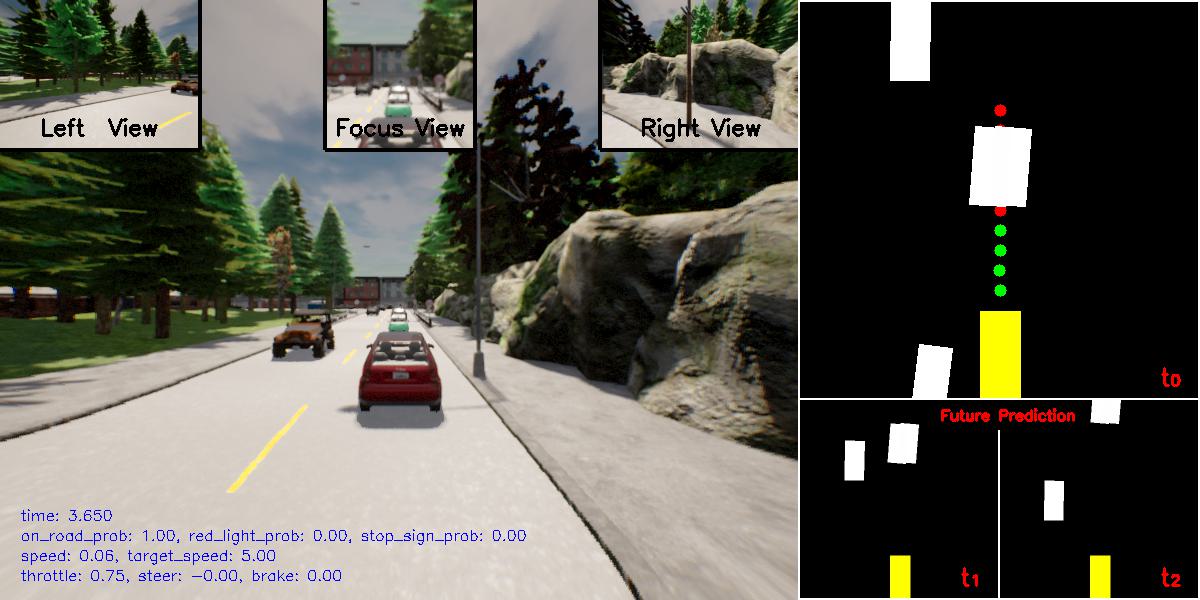 Left View
Focus View
Right View
t0
Future Prediction
t1
t2
time: 3.650
on_road_prob: 1.00, red_light_prob: 0.00, stop_sign_prob: 0.00
speed: 0.06, target_speed: 5.00
throttle: 0.75, steer: −0.00, brake: 0.00